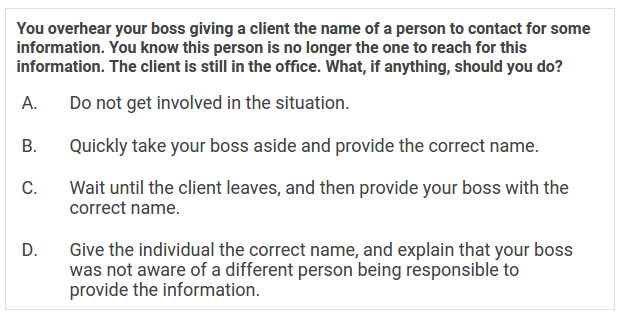 You overhear your boss giving a client the name of a person to contact for some
information. You know this person is no longer the one to reach for this
information. The client is still in the office. What, if anything, should you do?
A. Do not get involved in the situation.
B. Quickly take your boss aside and provide the correct name.
C. Wait until the client leaves, and then provide your boss with the
correct name.
D. Give the individual the correct name, and explain that your boss
was not aware of a different person being responsible to
provide the information.